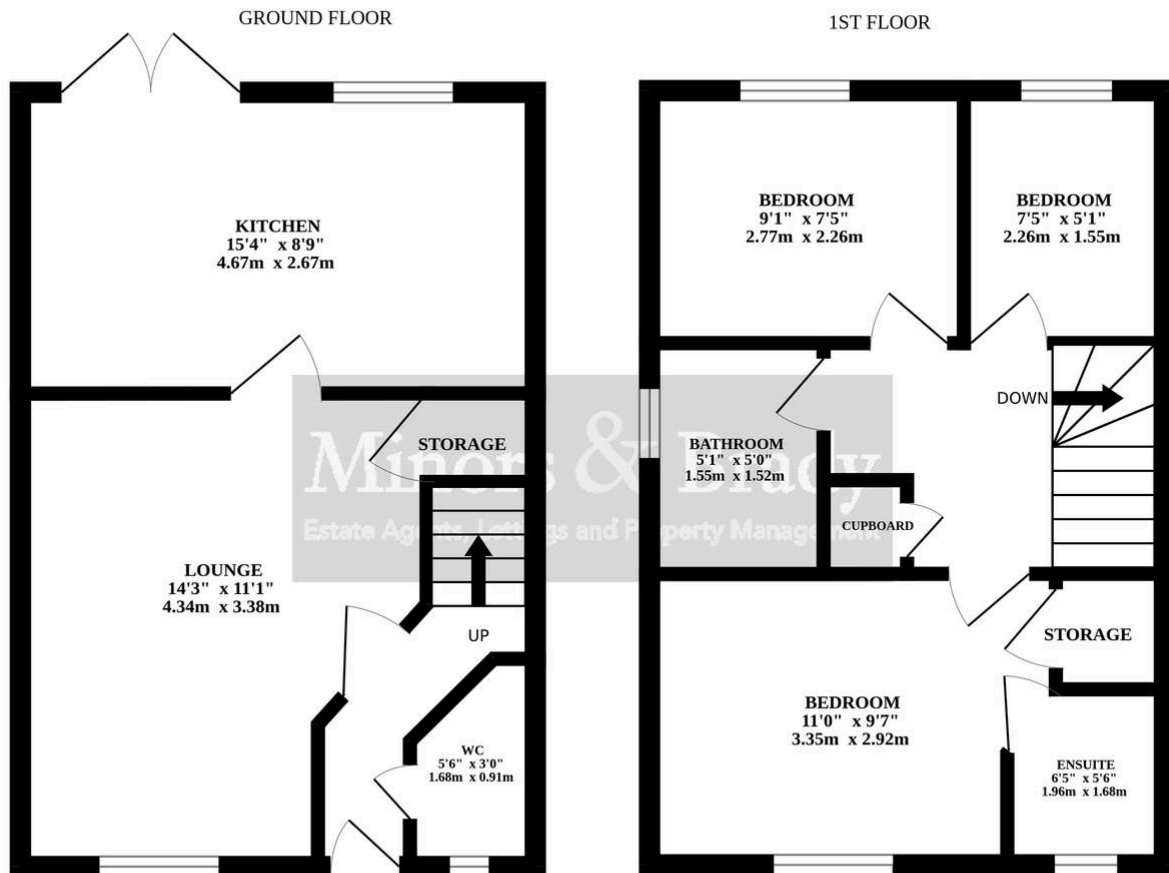 GROUND FLOOR
KITCHEN
15'4" x 8'9"
4.67m x 2.67m
STORAGE
LOUNGE
14'3" x 11'1"
4.34m x 3.38m
UP
WC
5'6" x 3'0"
1.68m x 0.91m
1ST FLOOR
BEDROOM
9'1" x 7'5"
2.77m x 2.26m
BEDROOM
7'5" x 5'1"
2.26m x 1.55m
DOWN
BATHROOM
5'1" x 5'0"
1.55m x 1.52m
CUPBOARD
STORAGE
BEDROOM
11'0" x 9'7"
3.35m x 2.92m
ENSUITE
6'5" x 5'6"
1.96m x 1.68m
Minors & Brady
Estate Agents, Lettings and Property Management